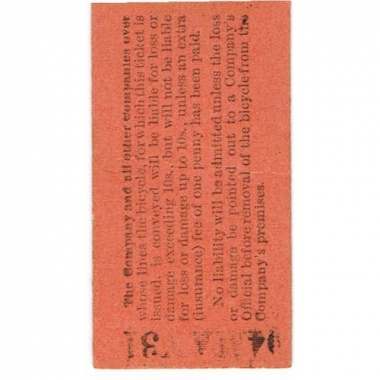 The Company and all other Companies over
whose lines the bicycle, for which this ticket is
issued, is conveyed will be liable for loss or
damage exceeding 10s., but will not be liable
for loss or damage up to 10s., unless an extra
(insurance) fee of one penny has been paid.
No liability will be admitted unless the loss
or damage be pointed out to a Company's
Official before removal of the bicycle from the
Company's premises.